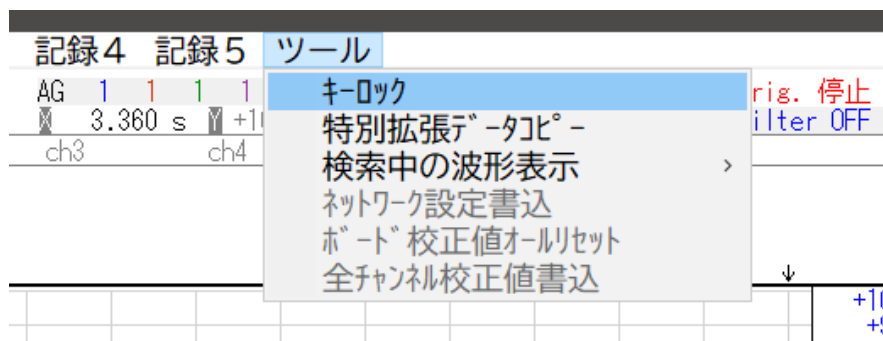 記録４ 記録５ ツール
AG 1 1 1 1
キーロック
rig. 停止
X 3.360 s Y +1
特別拡張ﾃﾞｰﾀｺﾋﾟｰ
ilter OFF
ch3 ch4
検索中の波形表示 ›
ﾈｯﾄﾜｰｸ設定書込
ﾎﾞｰﾄﾞ校正値ｵｰﾙﾘｾｯﾄ
全ﾁｬﾝﾈﾙ校正値書込
↓